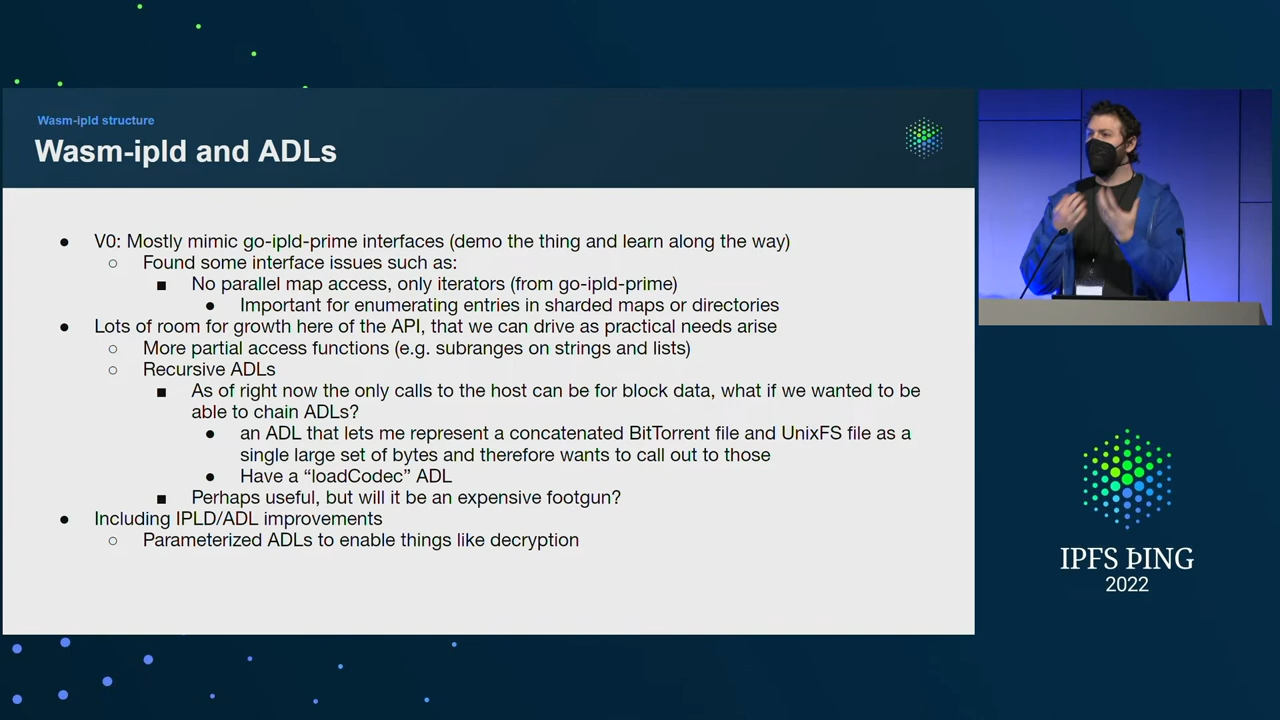 Wasm-ipld structure
Wasm-ipld and ADLs
● V0: Mostly mimic go-ipld-prime interfaces (demo the thing and learn along the way)
○ Found some interface issues such as:
■ No parallel map access, only iterators (from go-ipld-prime)
● Important for enumerating entries in sharded maps or directories
● Lots of room for growth here of the API, that we can drive as practical needs arise
○ More partial access functions (e.g. subranges on strings and lists)
○ Recursive ADLs
■ As of right now the only calls to the host can be for block data, what if we wanted to be
able to chain ADLs?
● an ADL that lets me represent a concatenated BitTorrent file and UnixFS file as a
single large set of bytes and therefore wants to call out to those
● Have a “loadCodec” ADL
■ Perhaps useful, but will it be an expensive footgun?
● Including IPLD/ADL improvements
○ Parameterized ADLs to enable things like decryption
IPFS ÞING
2022